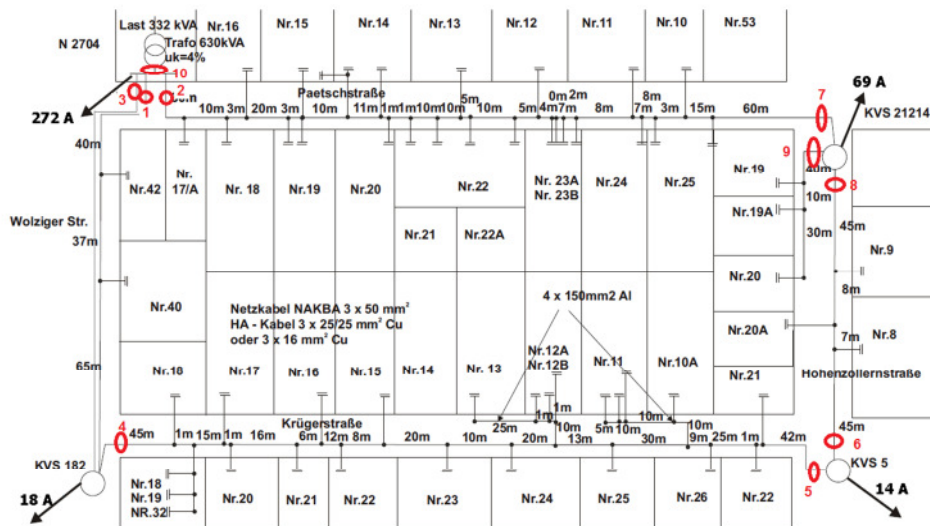 Last 332 kVA
Nr.16
Nr.15
Nr.14
Nr.13
Nr.12
Nr.11
Nr.10
Nr.53
N 2704
Trafo 630kVA
uk=4%
10
3
1
2
Paetschstraße
272 A
10m 3m 20m 3m 10m 11m 1m 1m 10m 10m 5m 10m 5m 4m 0m 2m 7m 8m 8m 7m 3m 15m 60m
7
69 A
KVS 21214
9
40m
8
40m
10m
30m
45m
Nr.42
Nr.
17/A
Nr. 18
Nr.19
Nr.20
Nr.22
Nr. 23A
Nr. 23B
Nr.24
Nr.25
Nr.19
Nr.21
Nr.22A
Nr.19A
Nr.9
Wolziger Str.
37m
Nr.20
8m
Nr.40
Netzkabel NAKBA 3 x 50 mm²
HA - Kabel 3 x 25/25 mm² Cu
oder 3 x 16 mm² Cu
4 x 150mm2 Al
Nr.20A
7m
Nr.8
65m
Nr.18
Nr.17
Nr.16
Nr.15
Nr.14
Nr. 13
Nr.12A
Nr.12B
Nr.11
Nr.10A
Nr.21
Hohenzollernstraße
Krügerstraße
25m
1m
1m
10m
5m
10m
10m
10m
4
45m 1m 15m 1m 16m 6m 12m 8m 20m 10m 20m 13m 30m 9m 25m 1m 42m
45m
6
KVS 182
5
KVS 5
18 A
14 A
Nr.18
Nr.19
NR.32
Nr.20
Nr.21
Nr.22
Nr.23
Nr.24
Nr.25
Nr.26
Nr.22